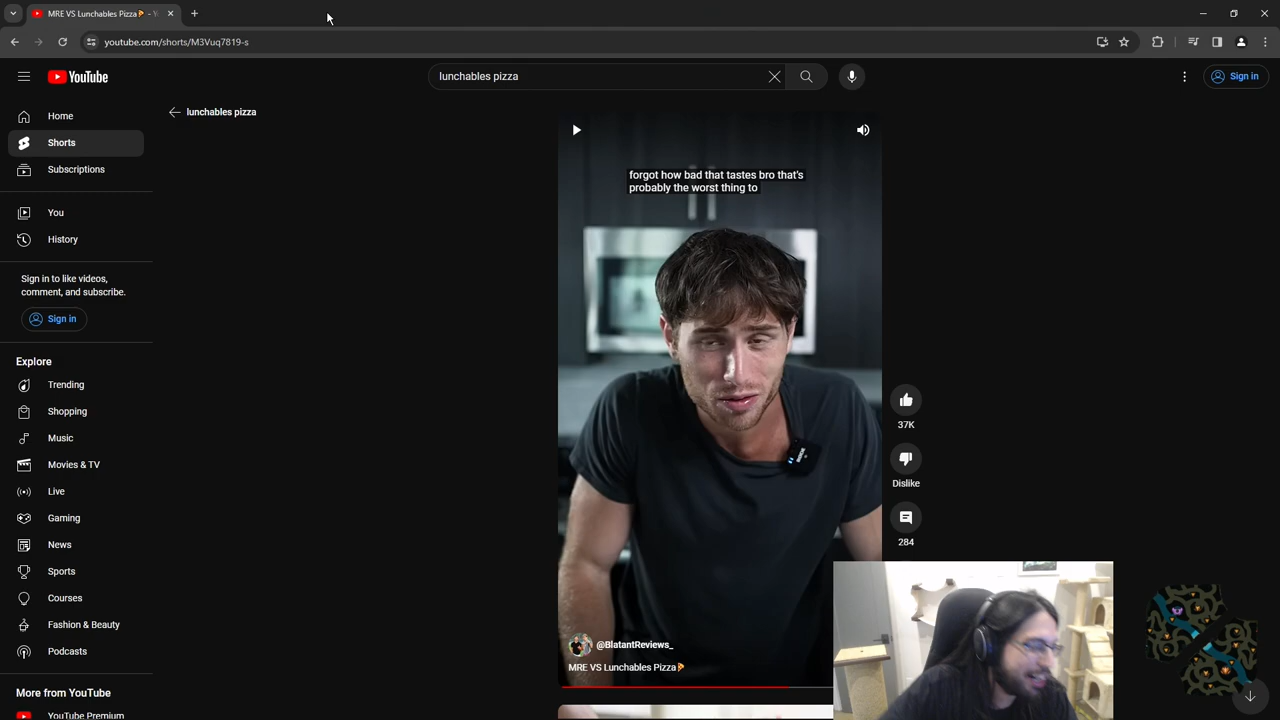 MRE VS Lunchables Pizza🍕 - Y
youtube.com/shorts/M3Vuq7819-s
YouTube
lunchables pizza
Sign in
Home
Shorts
Subscriptions
You
History
Sign in to like videos,
comment, and subscribe.
Sign in
Explore
Trending
Shopping
Music
Movies & TV
Live
Gaming
News
Sports
Courses
Fashion & Beauty
Podcasts
More from YouTube
YouTube Premium
lunchables pizza
forgot how bad that tastes bro that's
probably the worst thing to
37K
Dislike
284
@BlatantReviews_
MRE VS Lunchables Pizza🍕